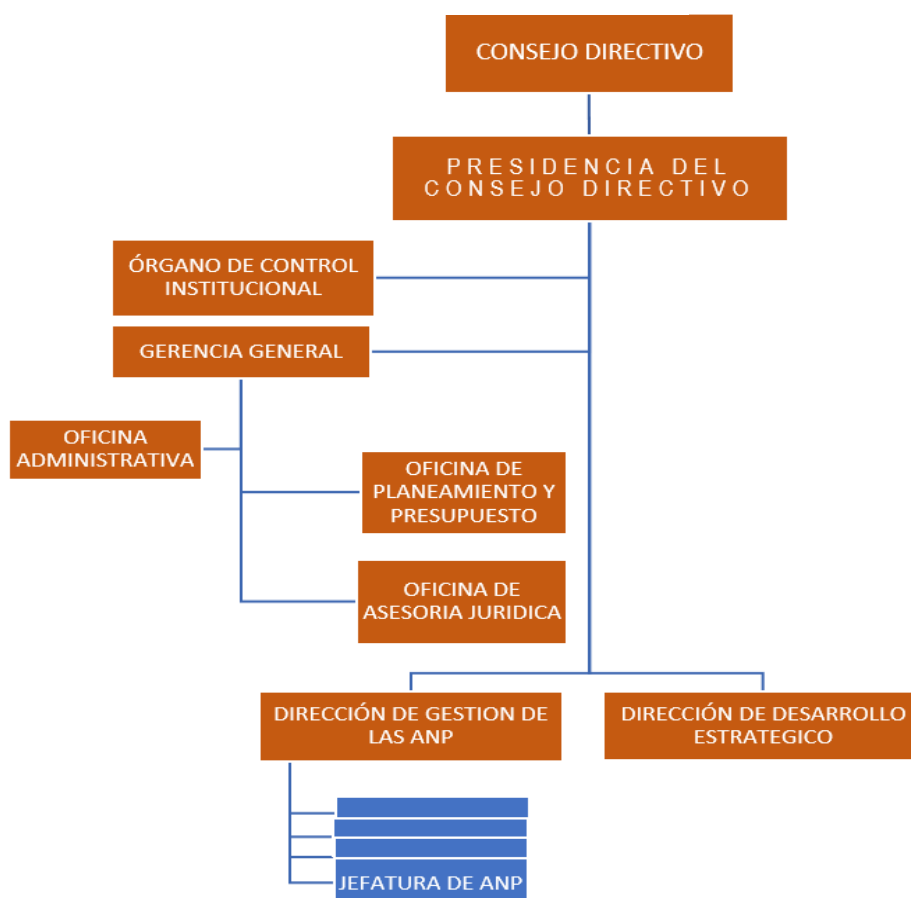 CONSEJO DIRECTIVO
PRESIDENCIA DEL
CONSEJO DIRECTIVO
ÓRGANO DE CONTROL
INSTITUCIONAL
GERENCIA GENERAL
OFICINA
ADMINISTRATIVA
OFICINA DE
PLANEAMIENTO Y
PRESUPUESTO
OFICINA DE
ASESORIA JURIDICA
DIRECCIÓN DE GESTION DE
LAS ANP
DIRECCIÓN DE DESARROLLO
ESTRATEGICO
JEFATURA DE ANP